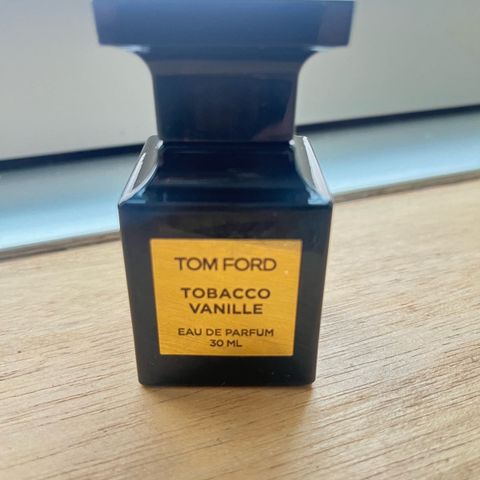 TOM FORD
TOBACCO
VANILLE
EAU DE PARFUM
30 ML